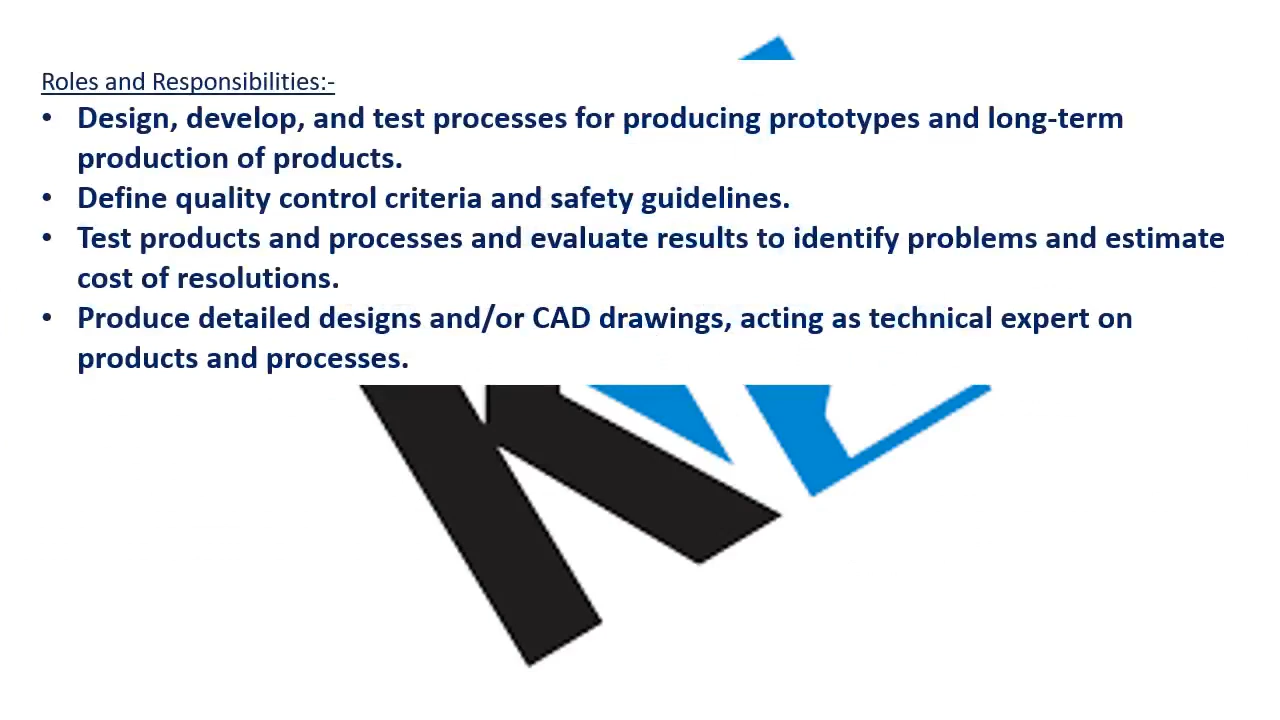 Roles and Responsibilities:-
• Design, develop, and test processes for producing prototypes and long-term
production of products.
• Define quality control criteria and safety guidelines.
• Test products and processes and evaluate results to identify problems and estimate
cost of resolutions.
• Produce detailed designs and/or CAD drawings, acting as technical expert on
products and processes.